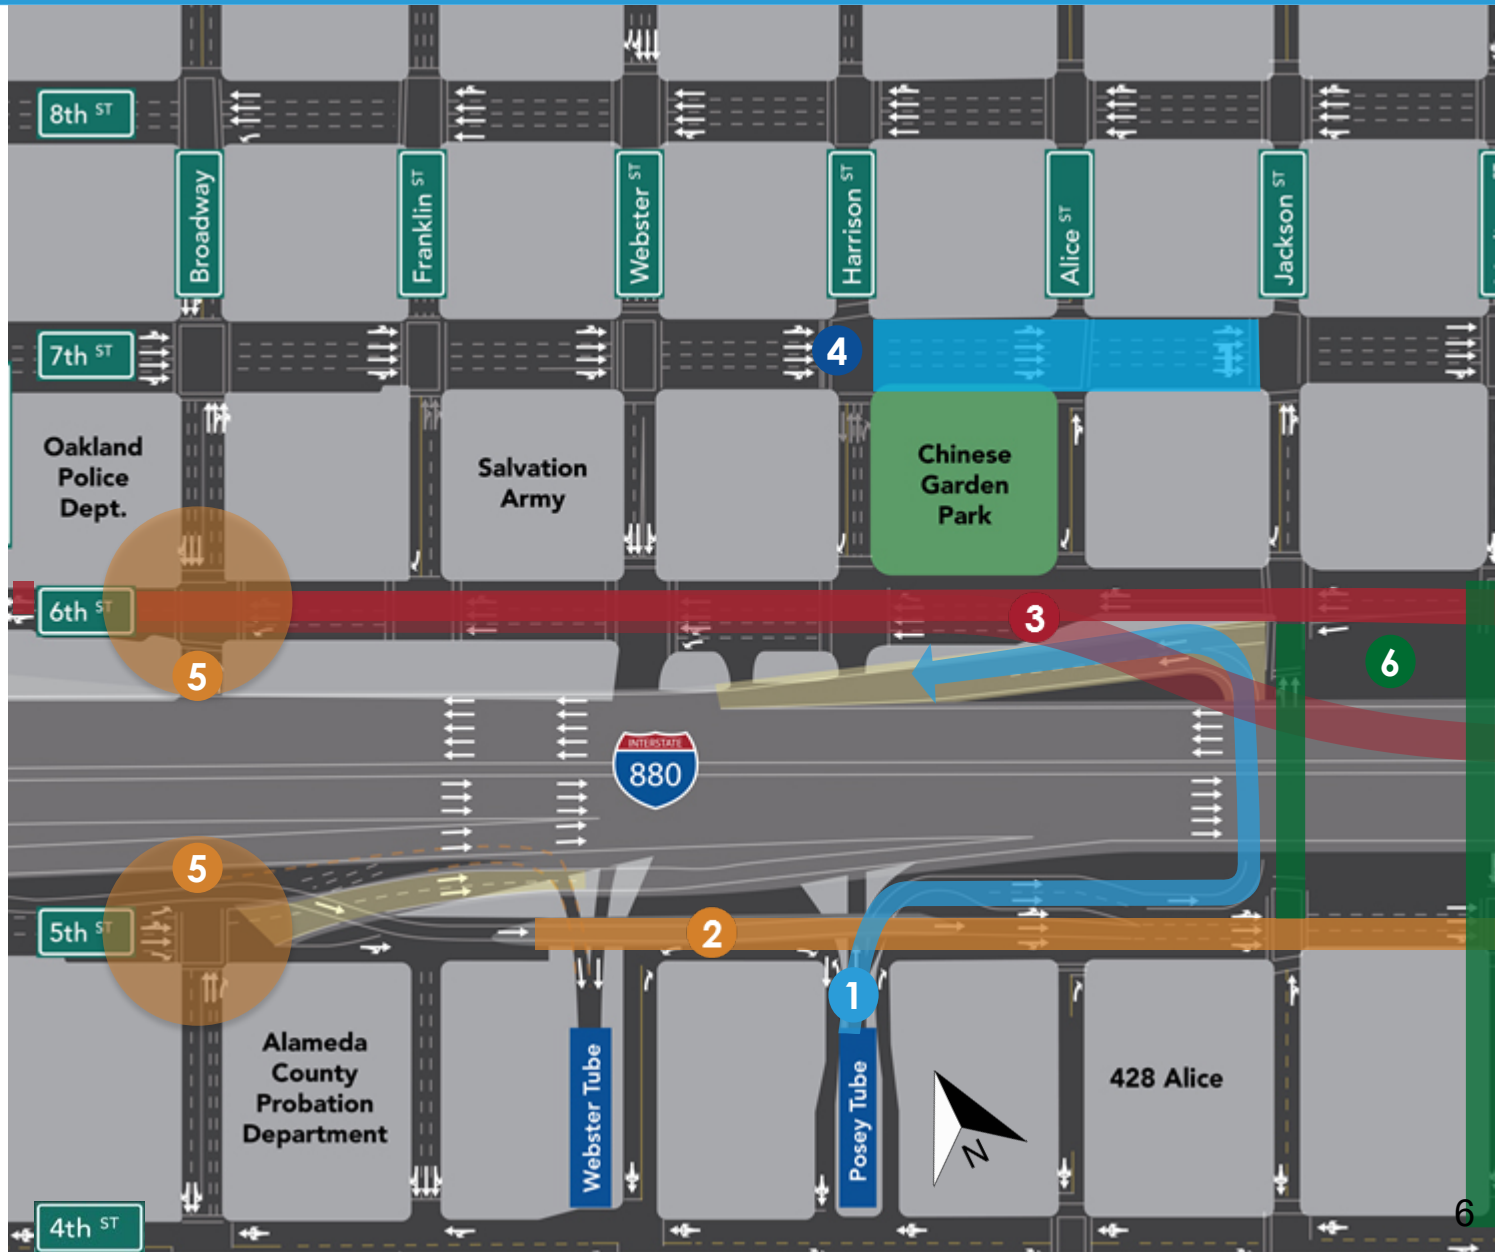 8th ST
Broadway
Franklin ST
Webster ST
Harrison ST
Alice ST
Jackson ST
7th ST
4
Oakland
Police
Dept.
Salvation
Army
Chinese
Garden
Park
6th ST
3
5
6
INTERSTATE
880
5
5th ST
2
1
Alameda
County
Probation
Department
Webster Tube
Posey Tube
428 Alice
N
4th ST
6